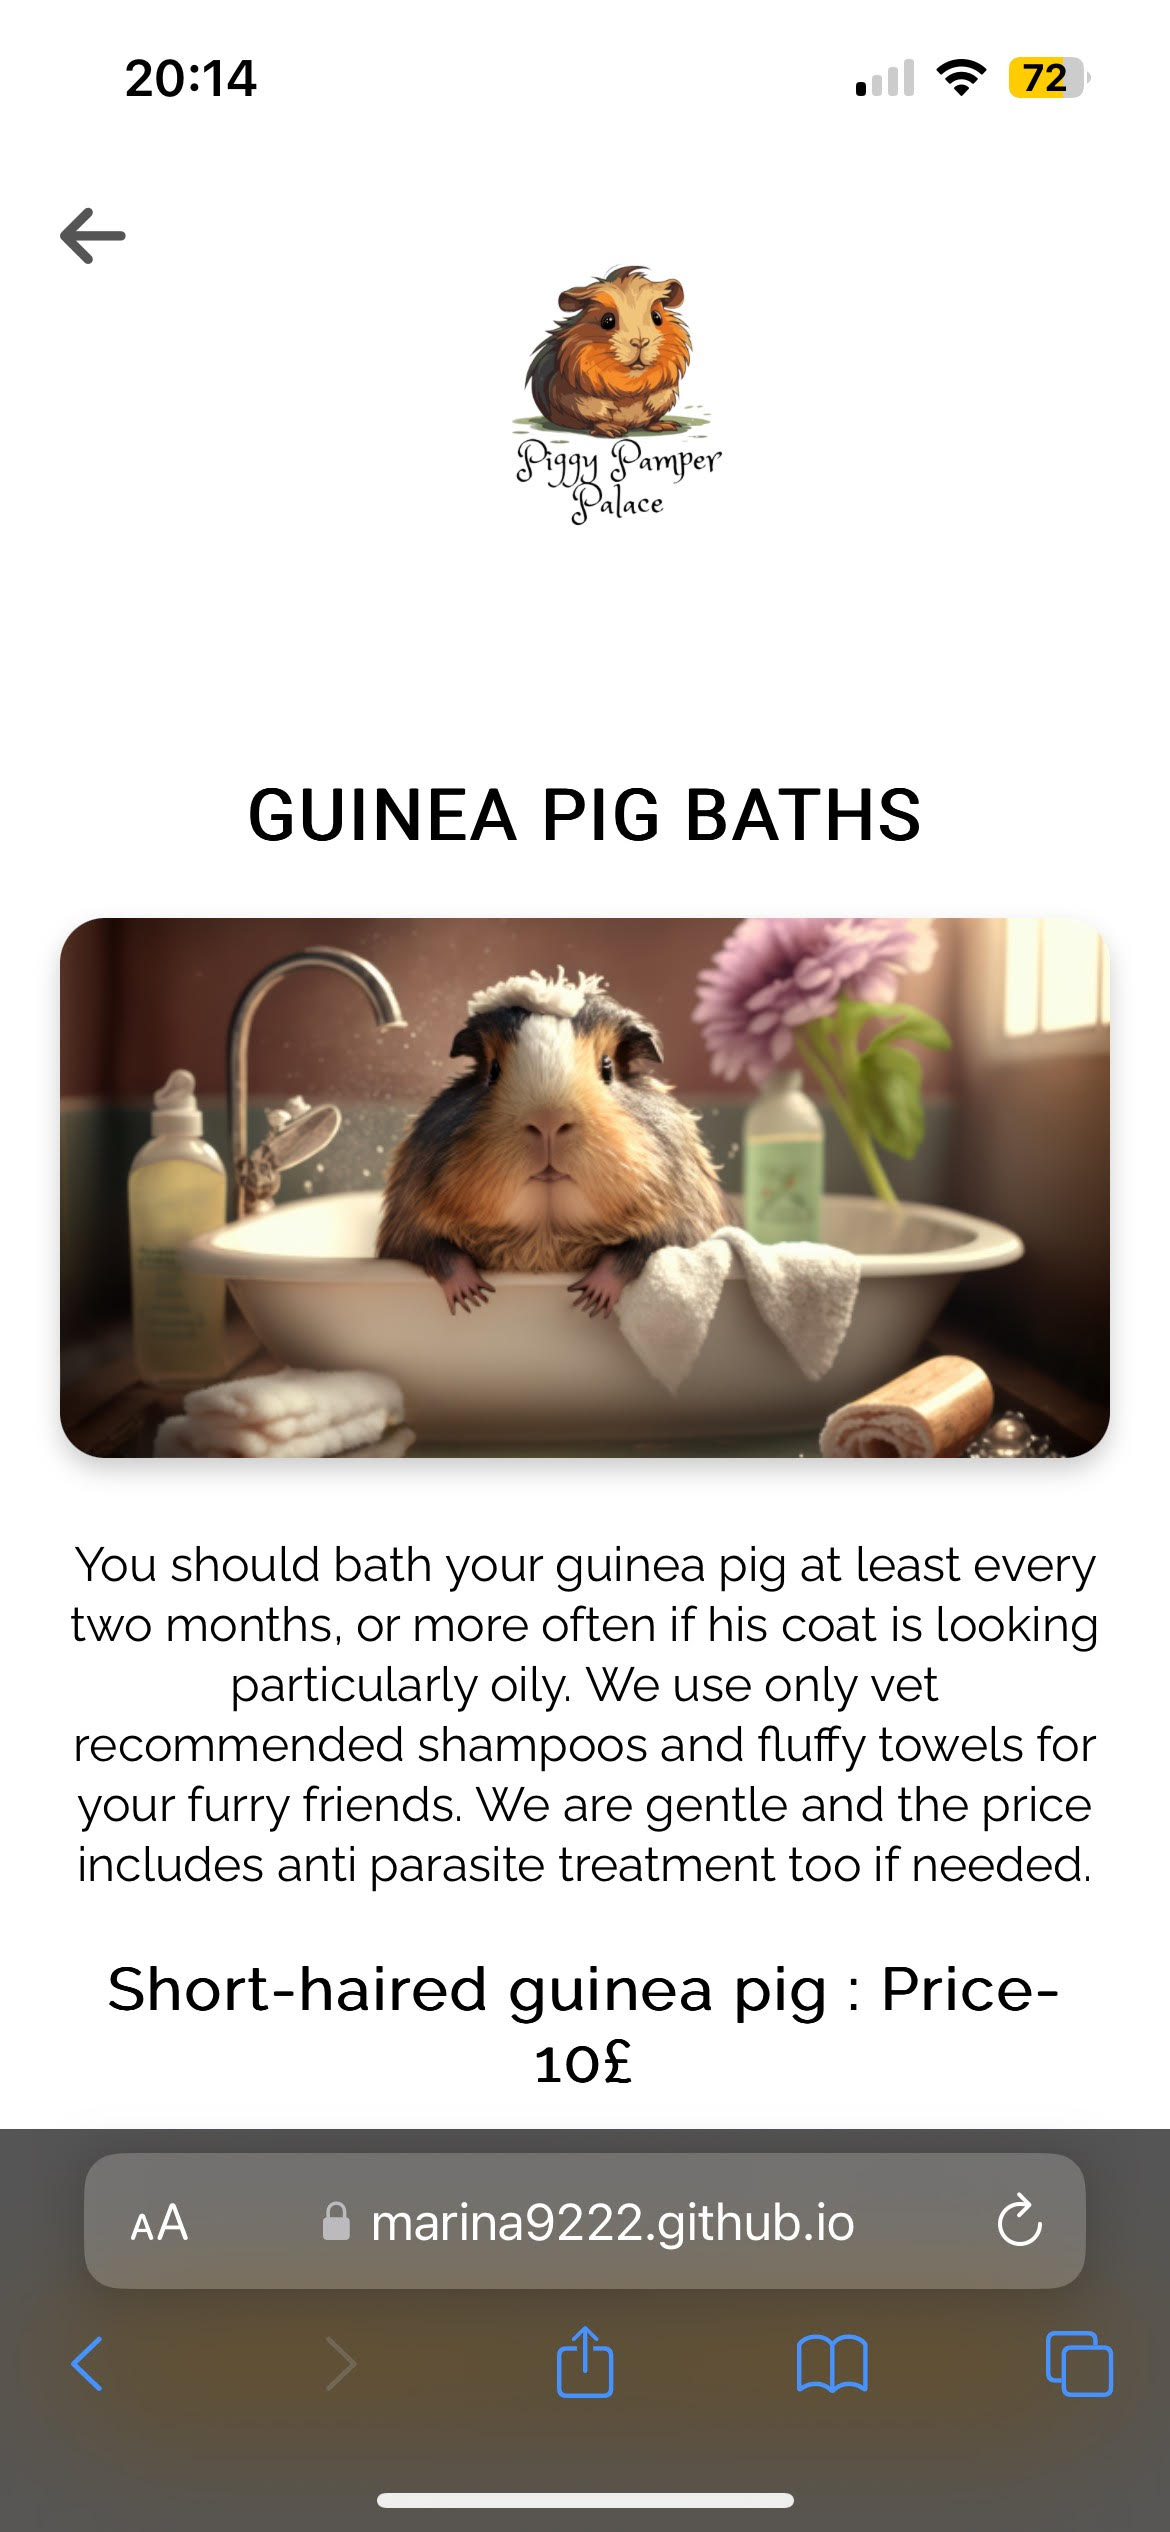 20:14
72
Piggy Pamper
Palace
GUINEA PIG BATHS
You should bath your guinea pig at least every
two months, or more often if his coat is looking
particularly oily. We use only vet
recommended shampoos and fluffy towels for
your furry friends. We are gentle and the price
includes anti parasite treatment too if needed.
Short-haired guinea pig : Price-
10£
AA marina9222.github.io